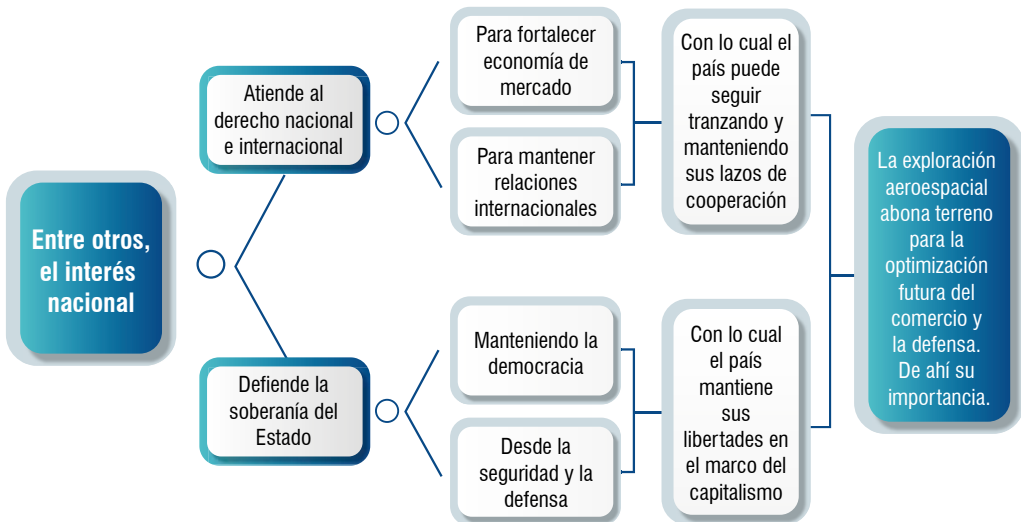 Entre otros,
el interés
nacional
Atiende al
derecho nacional
e internacional
Para fortalecer
economía de
mercado
Para mantener
relaciones
internacionales
Con lo cual el
país puede
seguir
tranzando y
manteniendo
sus lazos de
cooperación
Defiende la
soberanía del
Estado
Manteniendo la
democracia
Desde la
seguridad y la
defensa
Con lo cual
el país
mantiene
sus
libertades en
el marco del
capitalismo
La exploración
aeroespacial
abona terreno
para la
optimización
futura del
comercio y
la defensa.
De ahí su
importancia.